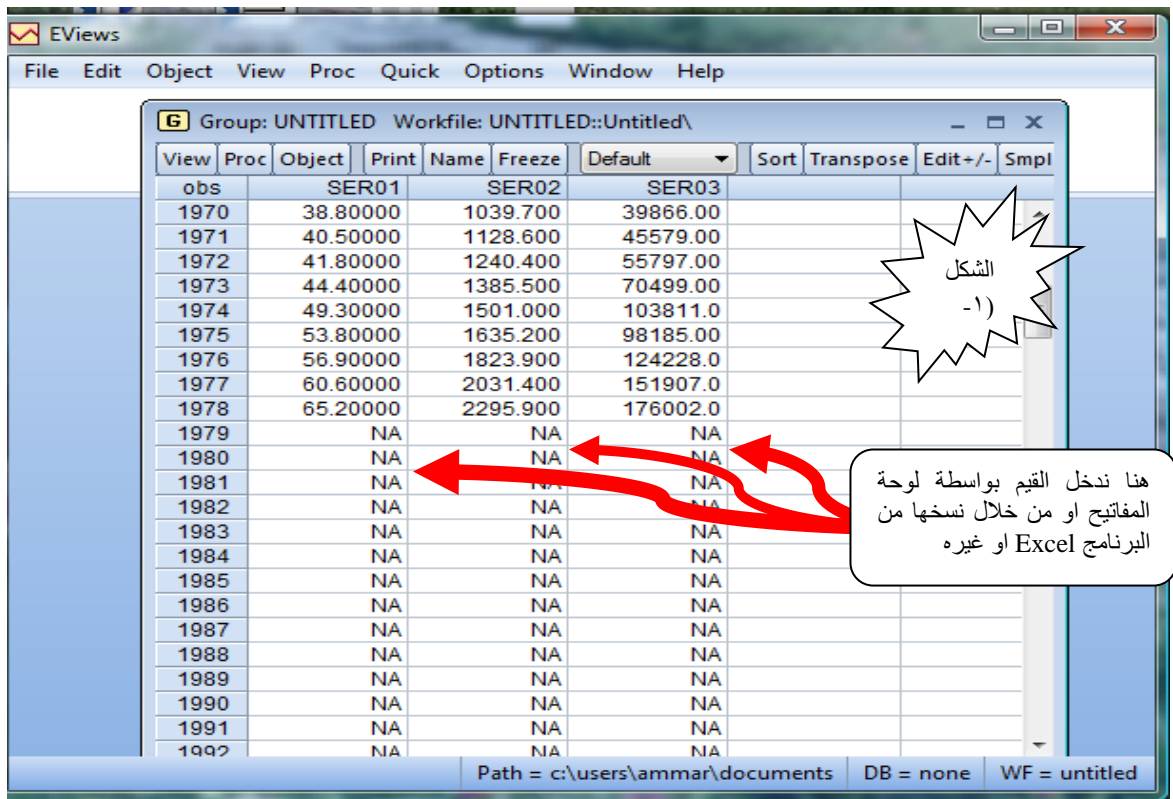 EViews
File Edit Object View Proc Quick Options Window Help
G Group: UNTITLED Workfile: UNTITLED::Untitled\
View Proc Object Print Name Freeze Default Sort Transpose Edit+/- Smpl
obs SER01 SER02 SER03
1970 38.80000 1039.700 39866.00
1971 40.50000 1128.600 45579.00
1972 41.80000 1240.400 55797.00
1973 44.40000 1385.500 70499.00
1974 49.30000 1501.000 103811.0
1975 53.80000 1635.200 98185.00
1976 56.90000 1823.900 124228.0
1977 60.60000 2031.400 151907.0
1978 65.20000 2295.900 176002.0
1979 NA NA NA
1980 NA NA NA
1981 NA NA NA
1982 NA NA NA
1983 NA NA NA
1984 NA NA NA
1985 NA NA NA
1986 NA NA NA
1987 NA NA NA
1988 NA NA NA
1989 NA NA NA
1990 NA NA NA
1991 NA NA NA
1992 NA NA NA
الشكل
(١-
هنا ندخل القيم بواسطة لوحة
المفاتيح او من خلال نسخها من
البرنامج Excel او غيره
Path = c:\users\ammar\documents DB = none WF = untitled